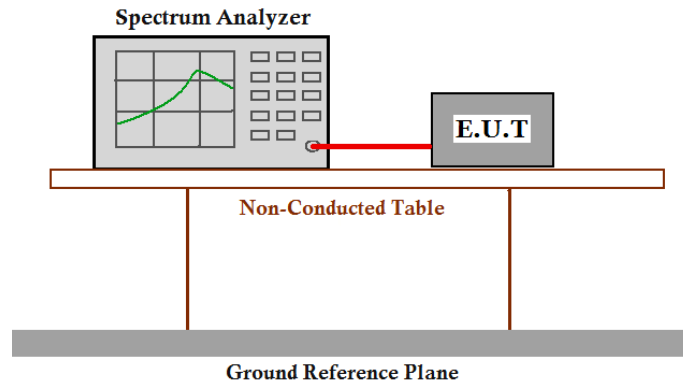 Spectrum Analyzer
E.U.T
Non-Conducted Table
Ground Reference Plane